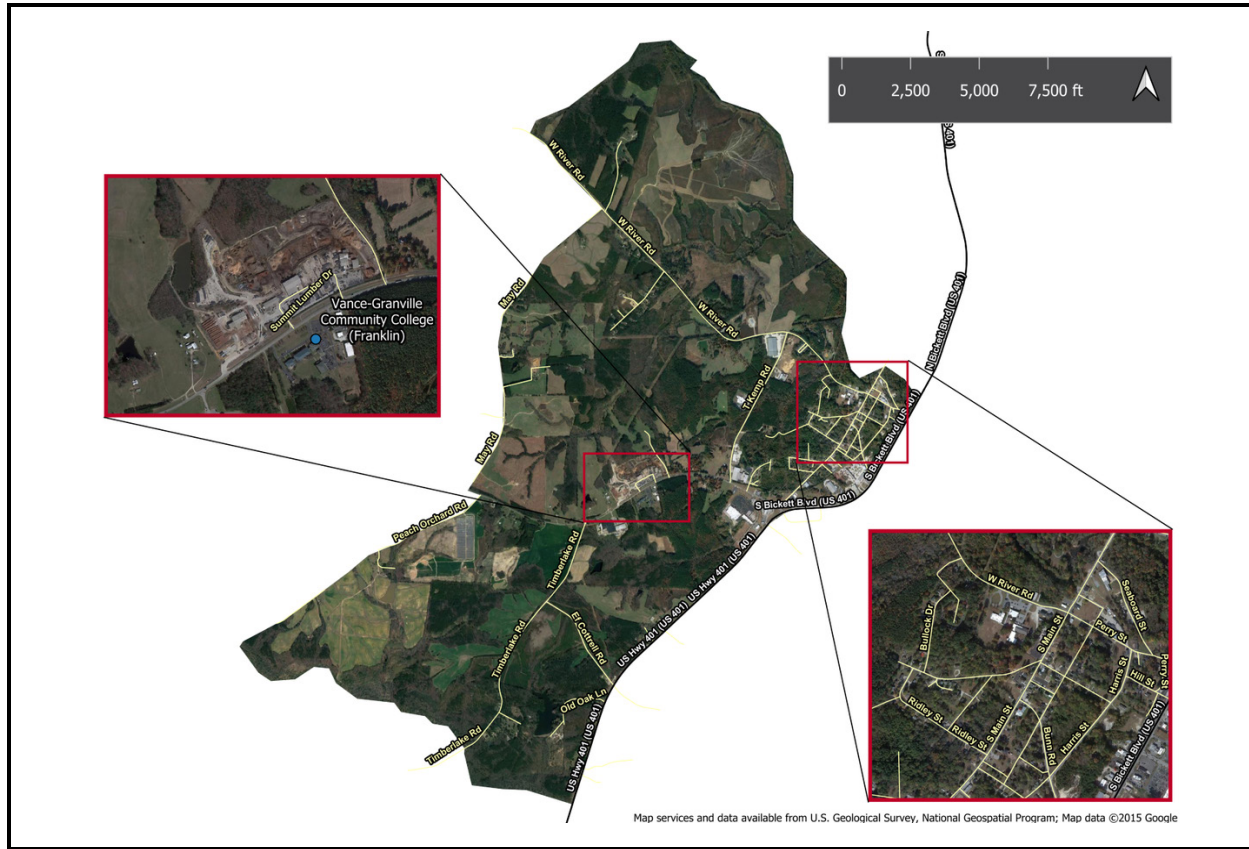 0 2,500 5,000 7,500 ft
W River Rd
W River Rd
W River Rd
May Rd
May Rd
T Kemp Rd
N Bickett Blvd (US 401)
S Bickett Blvd (US 401)
S Bickett Blvd (US 401)
Peach Orchard Rd
Timberlake Rd
Timberlake Rd
Timberlake Rd
Ef Cottrell Rd
Old Oak Ln
US Hwy 401 (US 401)
US Hwy 401 (US 401)
US Hwy 401 (US 401)
Summit Lumber Dr
Vance-Granville
Community College
(Franklin)
W River Rd
Bullock Dr
S Main St
Seaboard St
Perry St
Perry St
Harris St
Hill St
Ridley St
Ridley St
S Main St
Burn Rd
Harris St
S Bickett Blvd (US 401)
Map services and data available from U.S. Geological Survey, National Geospatial Program; Map data ©2015 Google